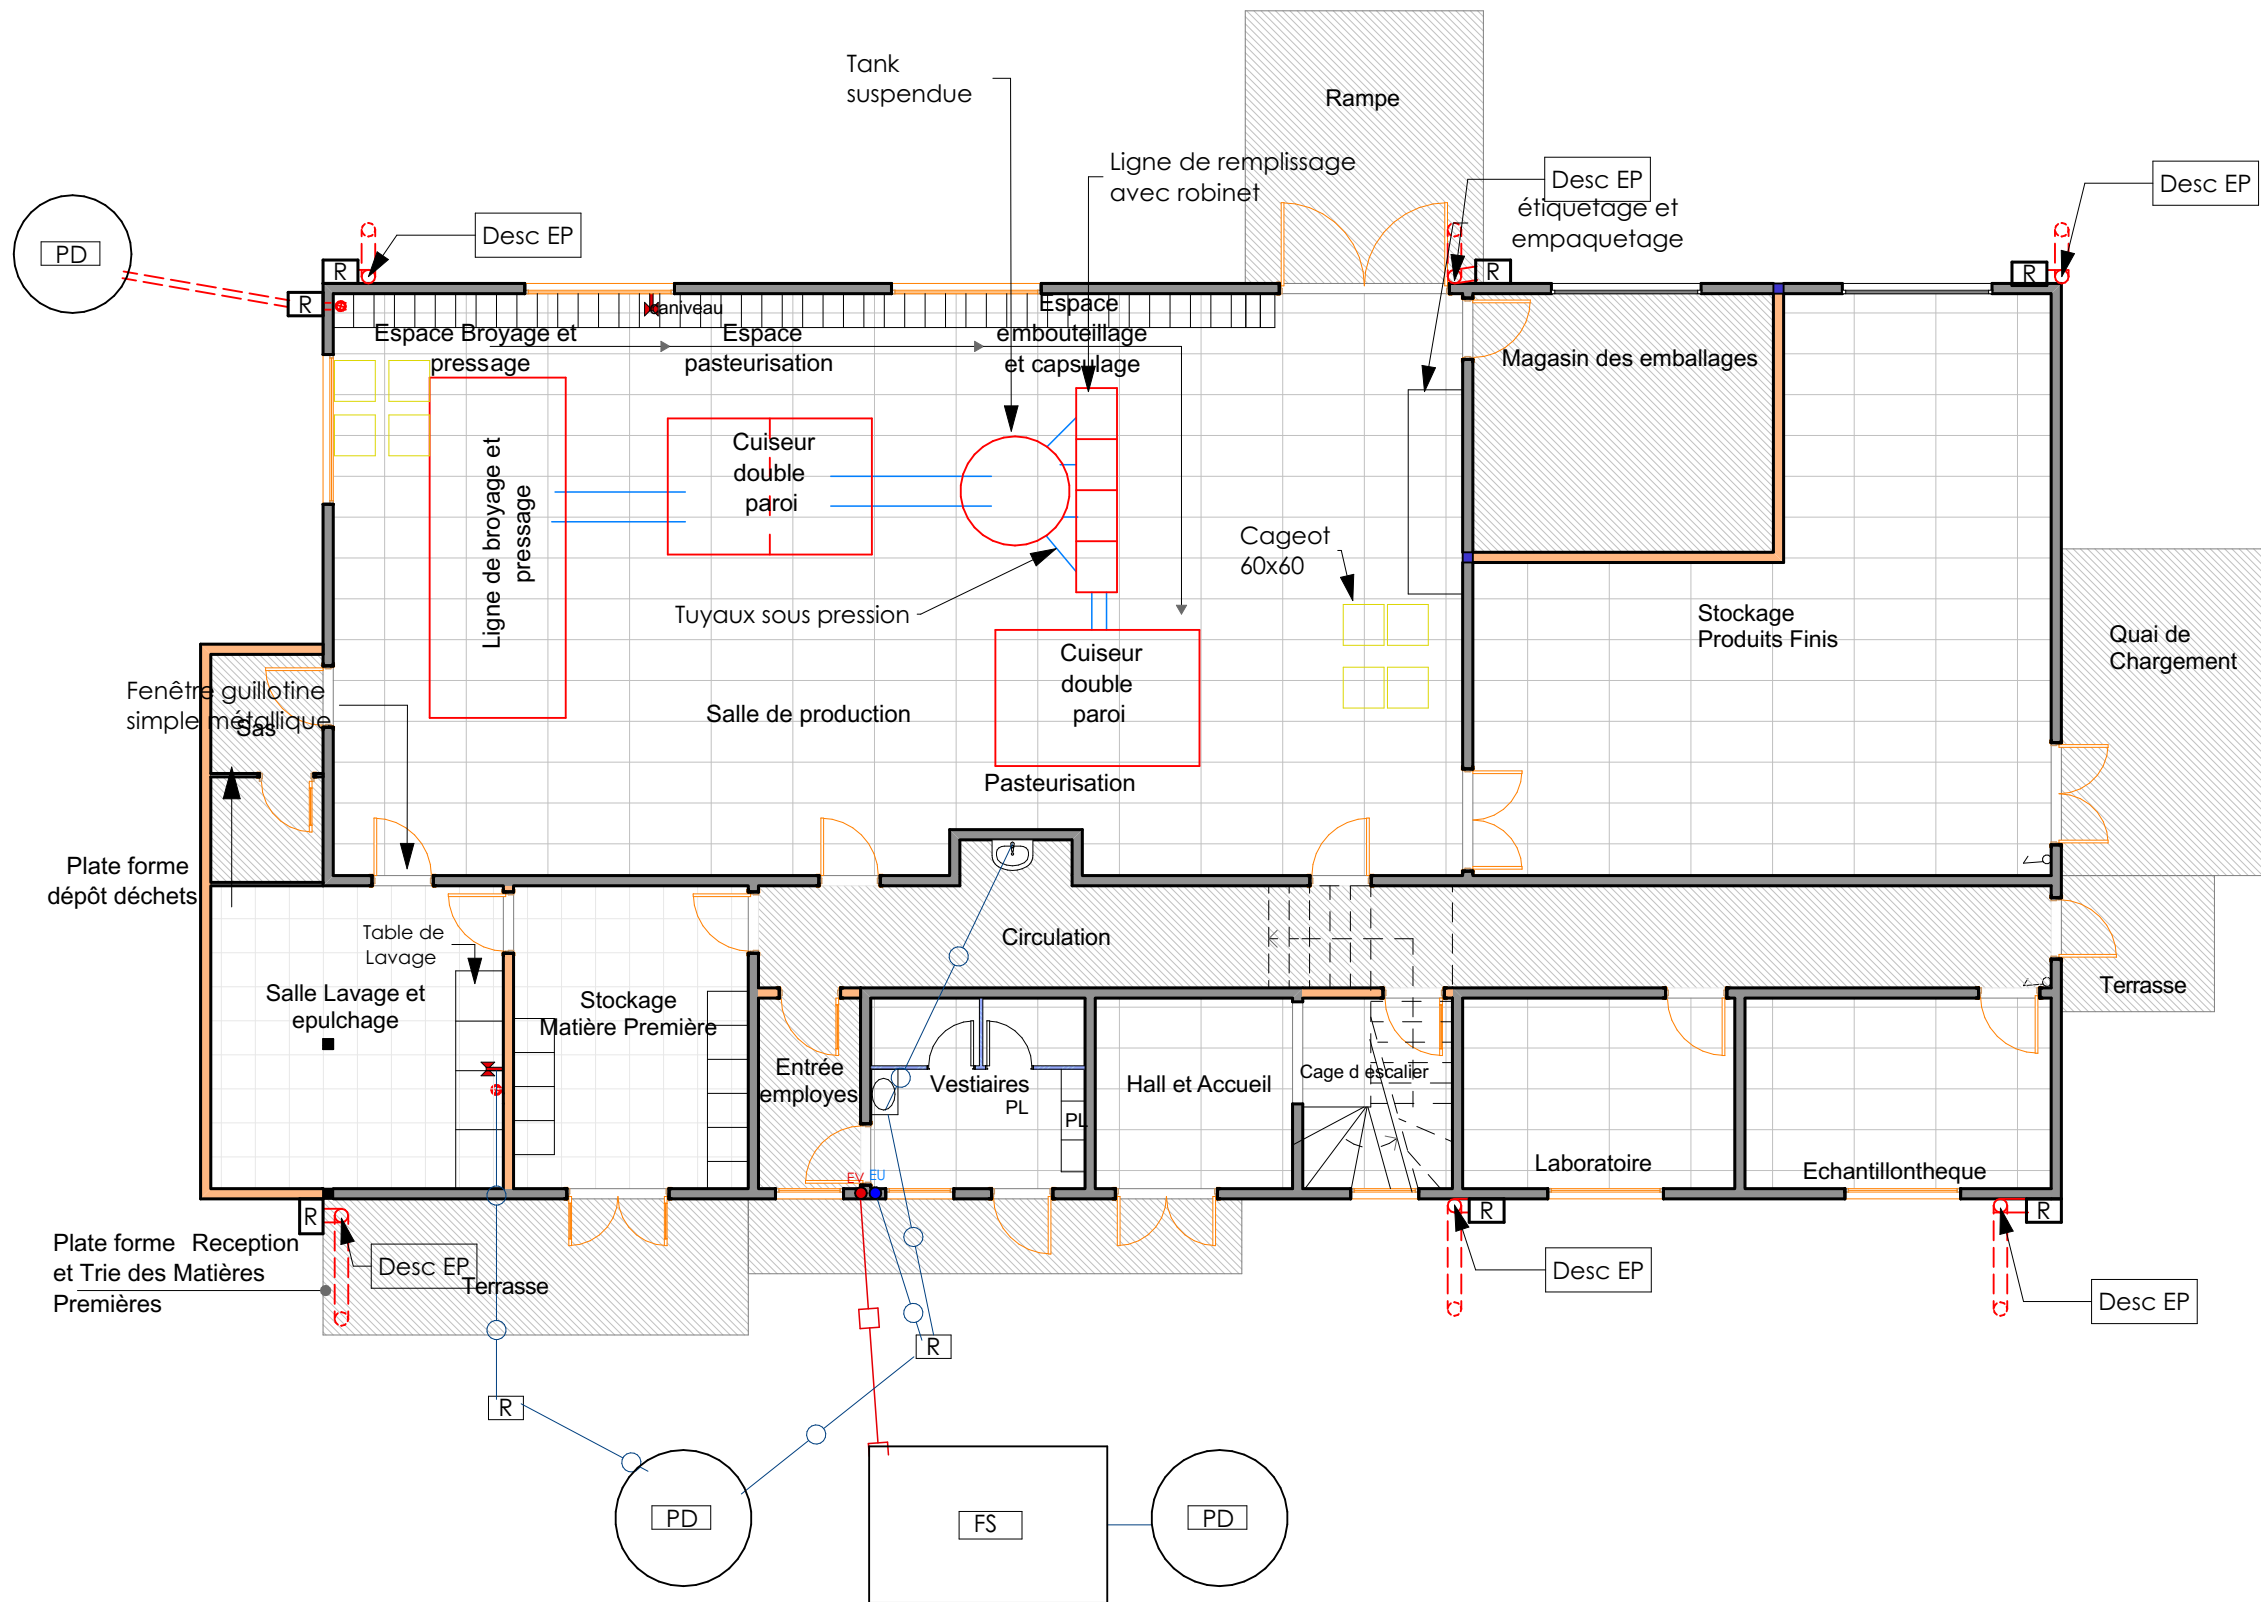 Tank
suspendue
Rampe
Ligne de remplissage
avec robinet
Desc EP
étiquetage et
empaquetage
Desc EP
Desc EP
PD
R
R
R
R
caniveau
Espace Broyage et
pressage
Espace
pasteurisation
Espace
embouteillage
et capsulage
Magasin des emballages
Ligne de broyage et
pressage
Cuiseur
double
paroi
Cageot
60x60
Tuyaux sous pression
Cuiseur
double
paroi
Stockage
Produits Finis
Quai de
Chargement
Fenêtre guillotine
simple métallique
Sas
Salle de production
Pasteurisation
Plate forme
dépôt déchets
Table de
Lavage
Circulation
Salle Lavage et
epulchage
Stockage
Matière Première
Terrasse
Entrée
employes
Vestiaires
PL
PL
Hall et Accueil
Cage d escalier
Laboratoire
Echantillontheque
EV
EU
R
R
R
Plate forme Reception
et Trie des Matières
Premières
Desc EP
Terrasse
Desc EP
Desc EP
R
R
PD
FS
PD